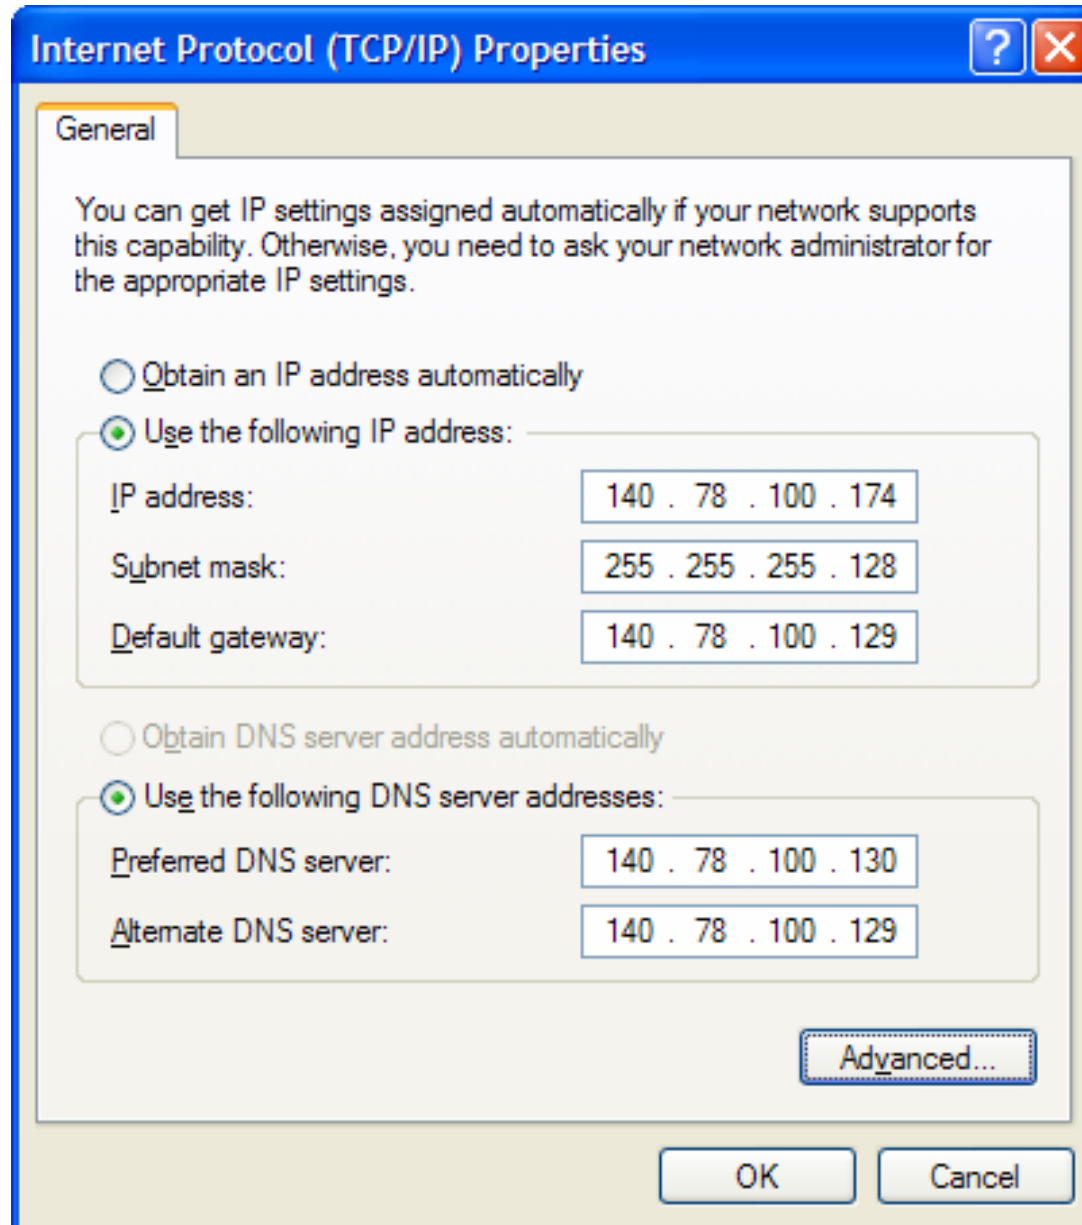 Internet Protocol (TCP/IP) Properties
General
You can get IP settings assigned automatically if your network supports
this capability. Otherwise, you need to ask your network administrator for
the appropriate IP settings.
Obtain an IP address automatically
Use the following IP address:
IP address: 140 . 78 . 100 . 174
Subnet mask: 255 . 255 . 255 . 128
Default gateway: 140 . 78 . 100 . 129
Obtain DNS server address automatically
Use the following DNS server addresses:
Preferred DNS server: 140 . 78 . 100 . 130
Alternate DNS server: 140 . 78 . 100 . 129
Advanced...
OK Cancel